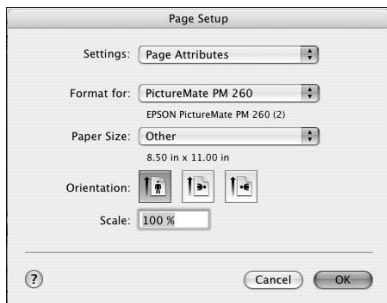 Page Setup
Settings: Page Attributes
Format for: PictureMate PM 260
EPSON PictureMate PM 260 (2)
Paper Size: Other
8.50 in x 11.00 in
Orientation:
Scale: 100 %
? Cancel OK